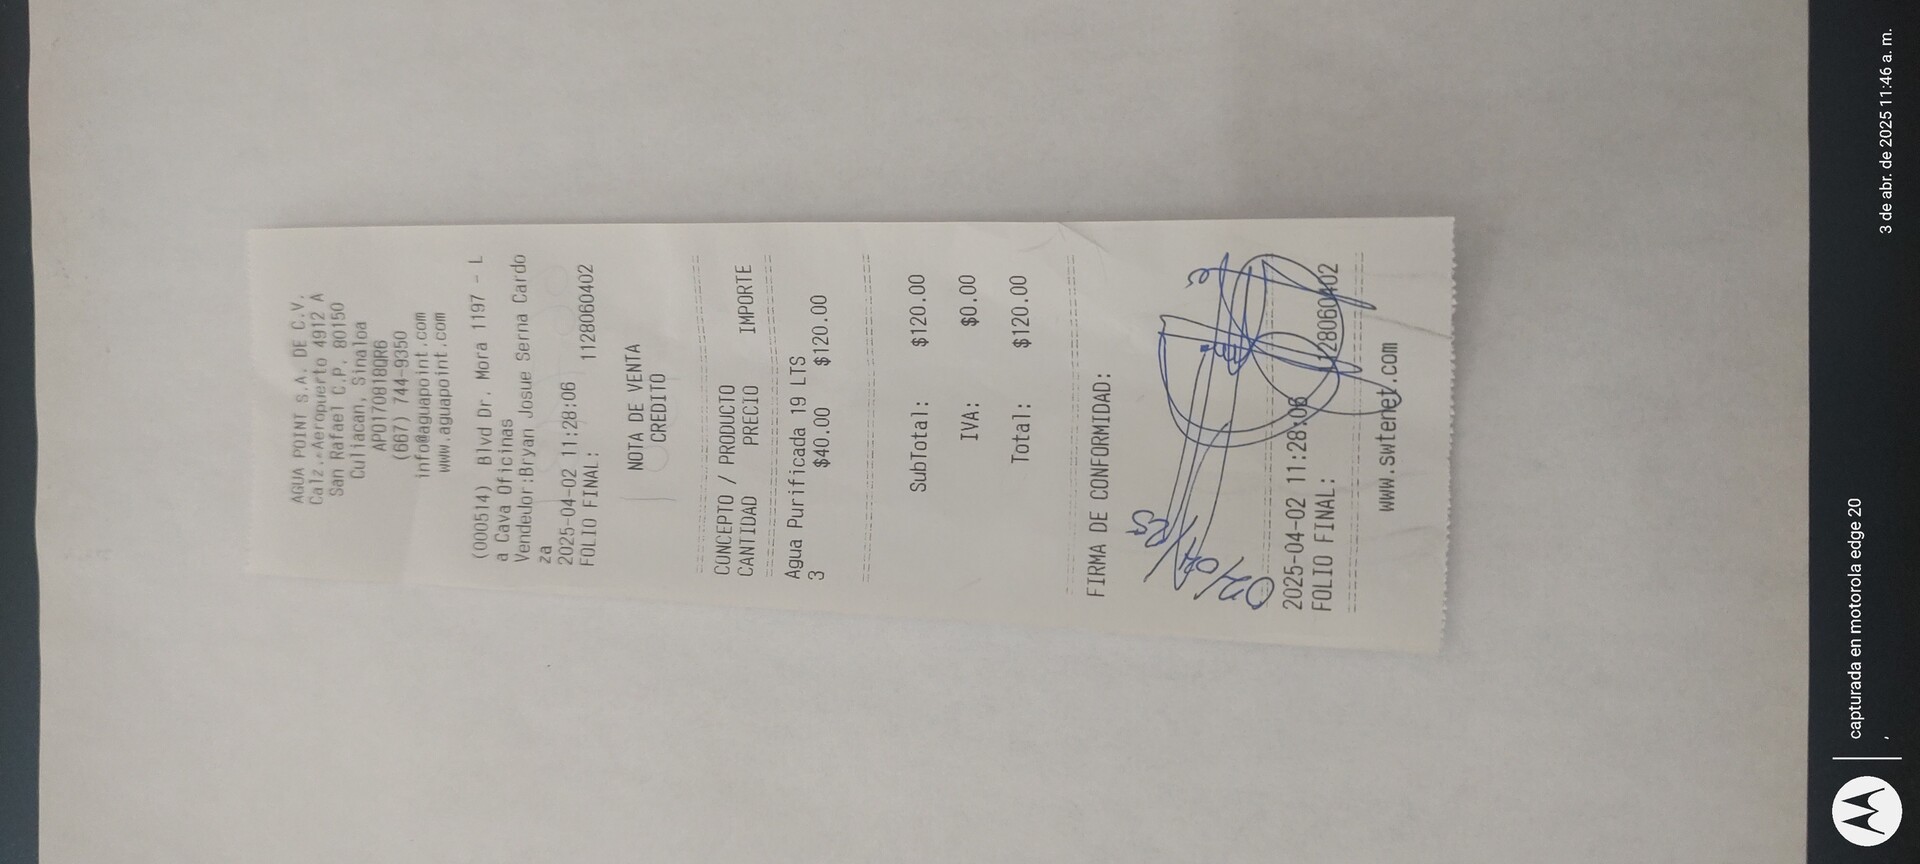 AGUA POINT S.A. DE C.V.
Calz. Aeropuerto 4912 A
San Rafael C.P. 80150
Culiacan, Sinaloa
APO170818QR6
(667) 744-9350
info@aguapoint.com
www.aguapoint.com
(000514) Blvd Dr. Mora 1197 - L
a Cava Oficinas
Vendedor:Bryan Josue Serna Cardo
za
2025-04-02 11:28:06
FOLIO FINAL: 1128060402
NOTA DE VENTA
CREDITO
CONCEPTO / PRODUCTO
CANTIDAD PRECIO IMPORTE
Agua Purificada 19 LTS
3 $40.00 $120.00
SubTotal: $120.00
IVA: $0.00
Total: $120.00
FIRMA DE CONFORMIDAD:
02/04/25
2025-04-02 11:28:06
FOLIO FINAL: 1128060402
www.swtenet.com
capturada en motorola edge 20
3 de abr. de 2025 11:46 a. m.